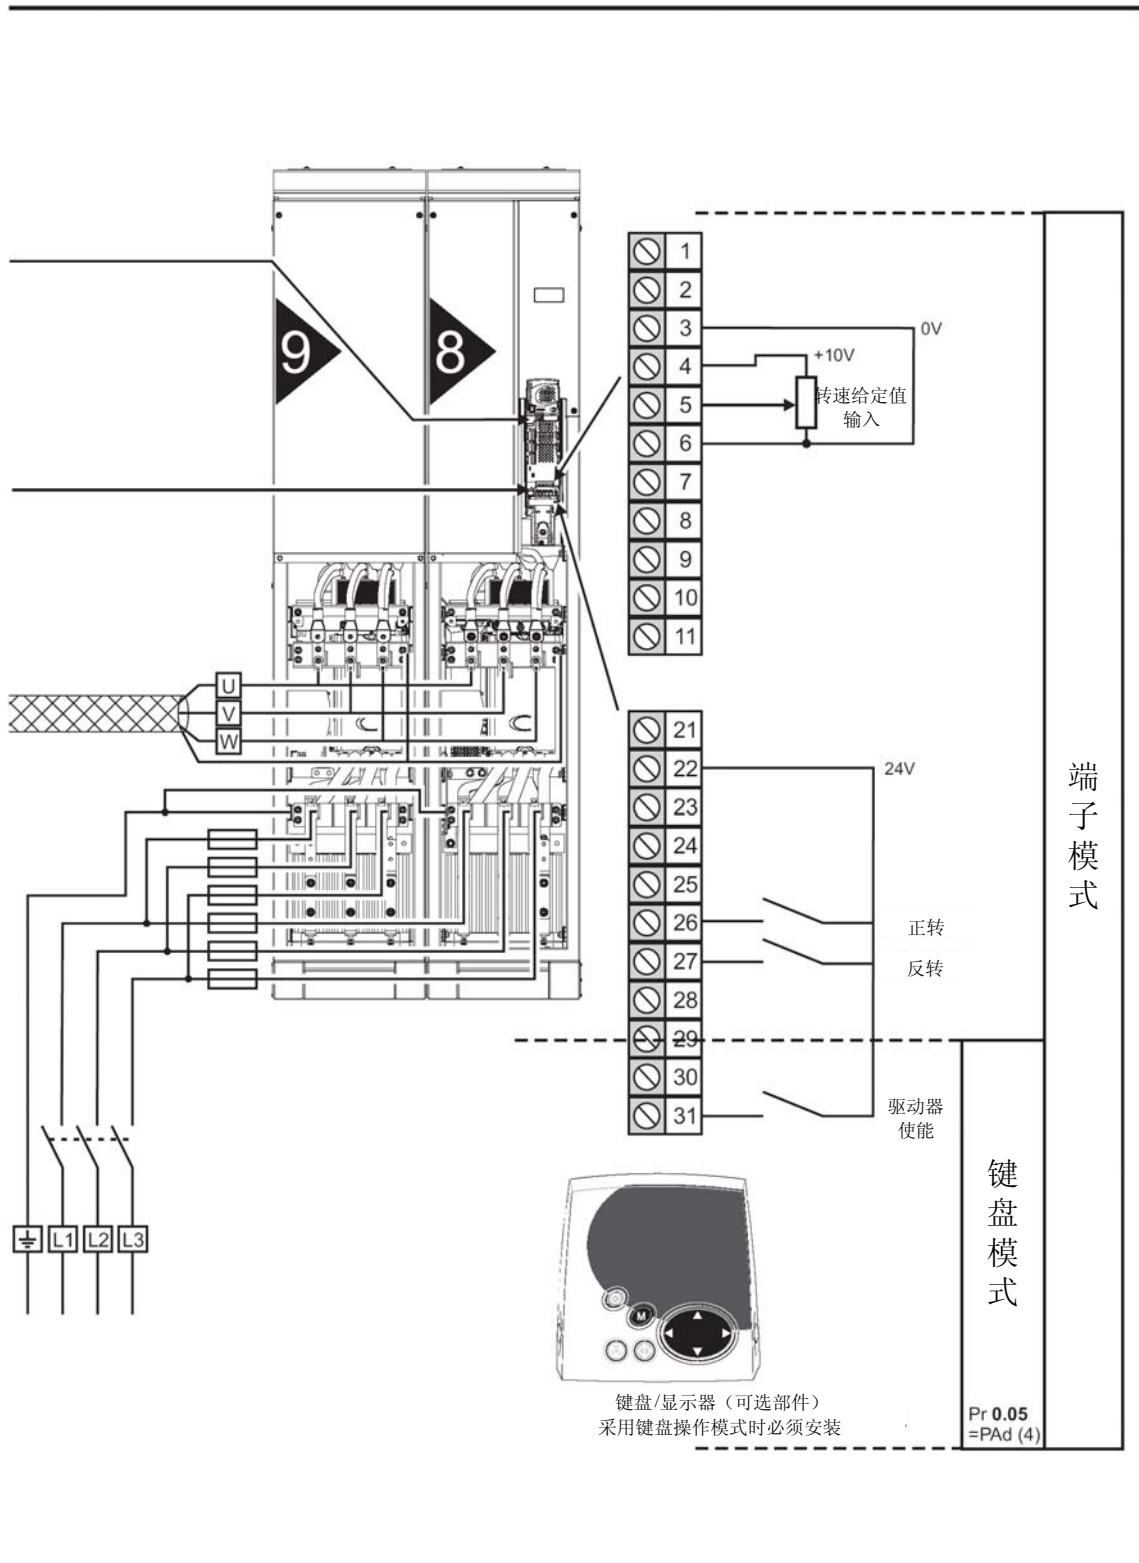 9
8
1
2
3
4
5
6
7
8
9
10
11
0V
+10V
转速给定值
输入
U
V
W
21
22
23
24
25
26
27
28
29
30
31
24V
正转
反转
驱动器
使能
端子模式
键盘模式
L1
L2
L3
M
键盘/显示器（可选部件）
采用键盘操作模式时必须安装
Pr 0.05
=PAd (4)